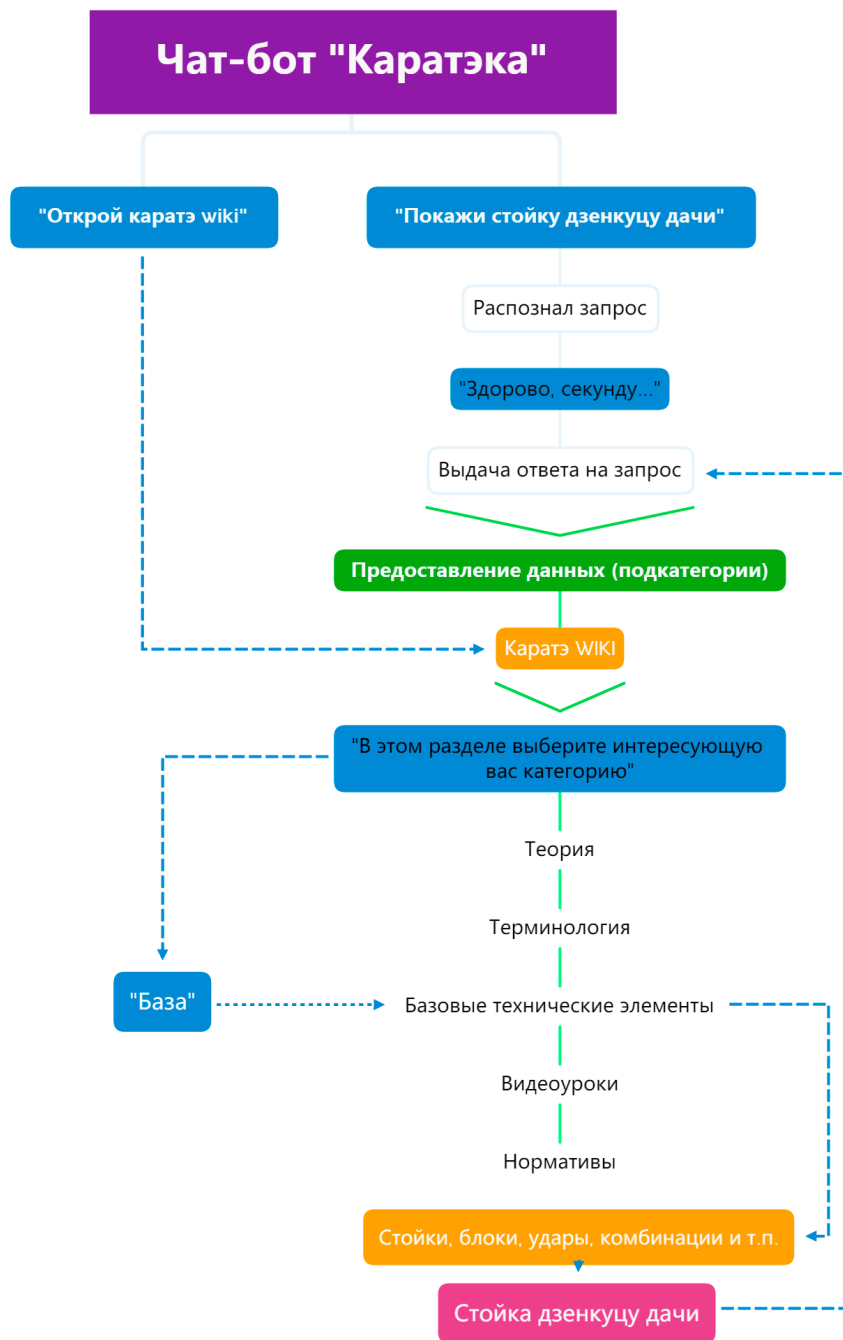 Чат-бот "Каратэка"
"Открой каратэ wiki"
"Покажи стойку дзенкуцу дачи"
Распознал запрос
"Здорово, секунду..."
Выдача ответа на запрос
Предоставление данных (подкатегории)
Каратэ WIKI
"В этом разделе выберите интересующую
вас категорию"
Теория
Терминология
"База"
Базовые технические элементы
Видеоуроки
Нормативы
Стойки, блоки, удары, комбинации и т.п.
Стойка дзенкуцу дачи